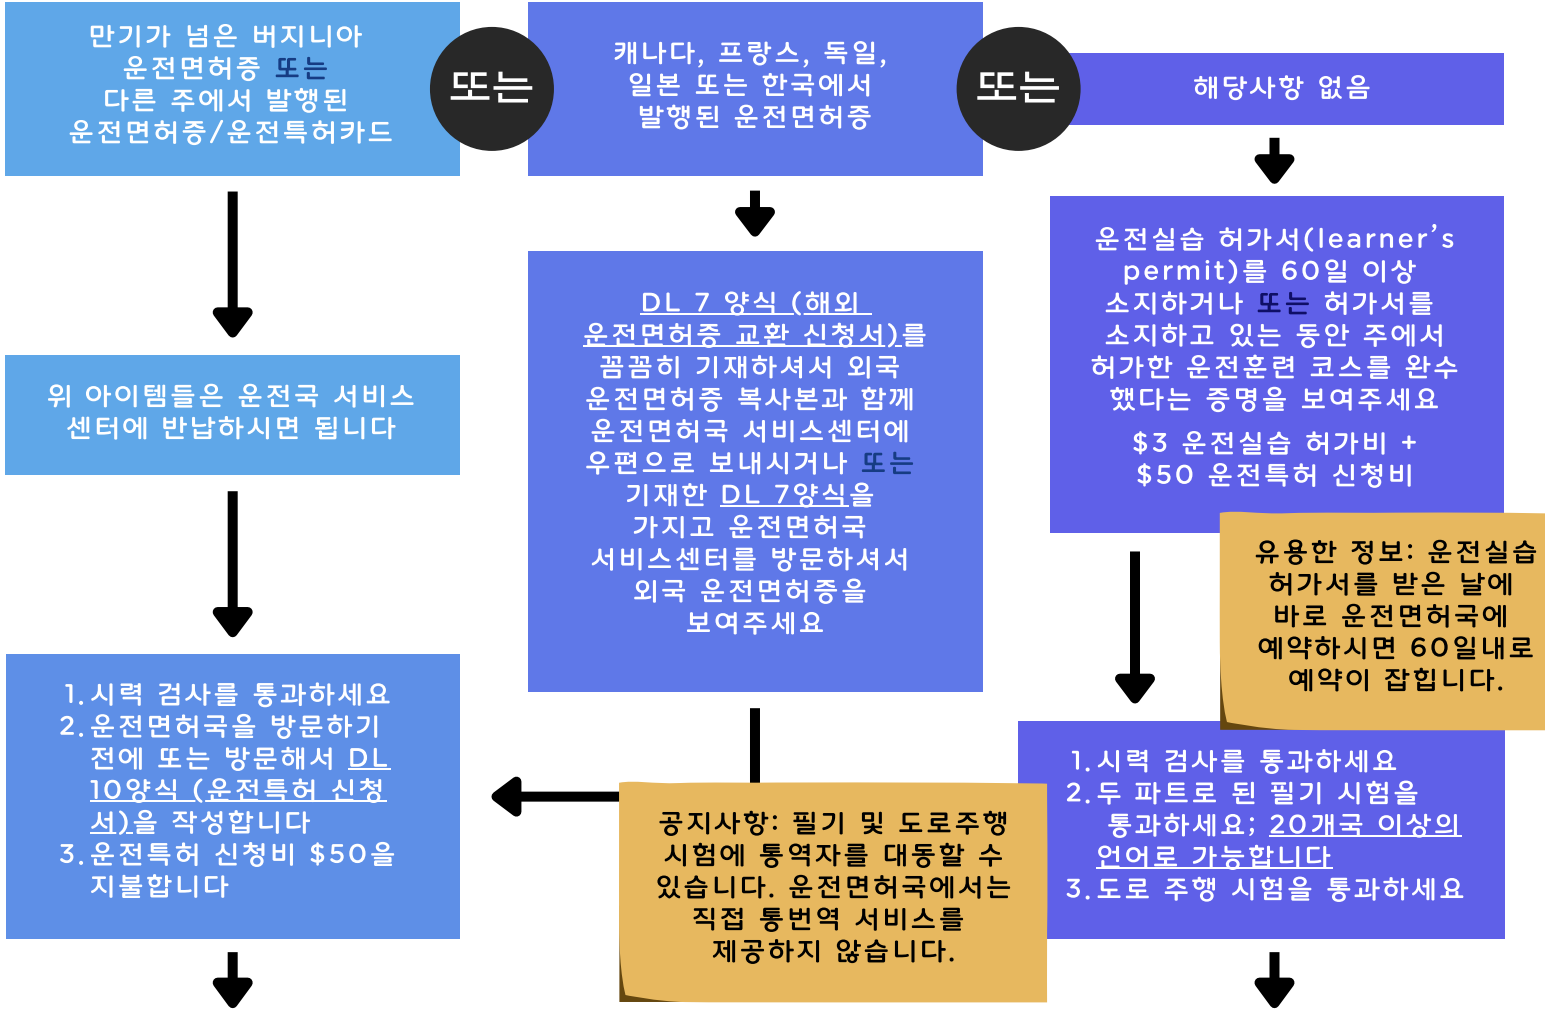 만기가 넘은 버지니아
운전면허증 또는
다른 주에서 발행된
운전면허증/운전특허카드
또는
캐나다, 프랑스, 독일,
일본 또는 한국에서
발행된 운전면허증
또는
해당사항 없음
위 아이템들은 운전국 서비스
센터에 반납하시면 됩니다
1. 시력 검사를 통과하세요
2. 운전면허국을 방문하기
전에 또는 방문해서 DL
10양식 (운전특허 신청
서)을 작성합니다
3. 운전특허 신청비 $50을
지불합니다
DL 7 양식 (해외
운전면허증 교환 신청서)를
꼼꼼히 기재하셔서 외국
운전면허증 복사본과 함께
운전면허국 서비스센터에
우편으로 보내시거나 또는
기재한 DL 7양식을
가지고 운전면허국
서비스센터를 방문하셔서
외국 운전면허증을
보여주세요
공지사항: 필기 및 도로주행
시험에 통역자를 대동할 수
있습니다. 운전면허국에서는
직접 통번역 서비스를
제공하지 않습니다.
운전실습 허가서(learner's
permit)를 60일 이상
소지하거나 또는 허가서를
소지하고 있는 동안 주에서
허가한 운전훈련 코스를 완수
했다는 증명을 보여주세요
$3 운전실습 허가비 +
$50 운전특허 신청비
유용한 정보: 운전실습
허가서를 받은 날에
바로 운전면허국에
예약하시면 60일내로
예약이 잡힙니다.
1. 시력 검사를 통과하세요
2. 두 파트로 된 필기 시험을
통과하세요; 20개국 이상의
언어로 가능합니다
3. 도로 주행 시험을 통과하세요